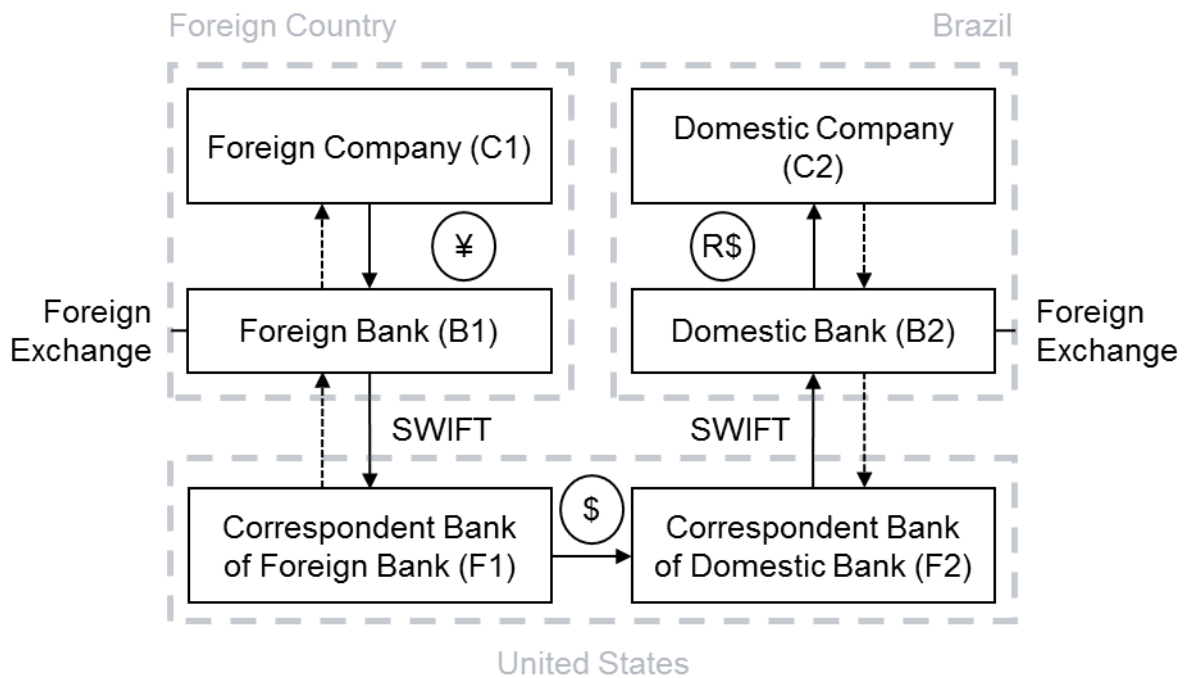 Foreign Country
Brazil
Foreign Company (C1)
Domestic Company
(C2)
¥
R$
Foreign
Exchange
Foreign Bank (B1)
Domestic Bank (B2)
Foreign
Exchange
SWIFT
SWIFT
$
Correspondent Bank
of Foreign Bank (F1)
Correspondent Bank
of Domestic Bank (F2)
United States